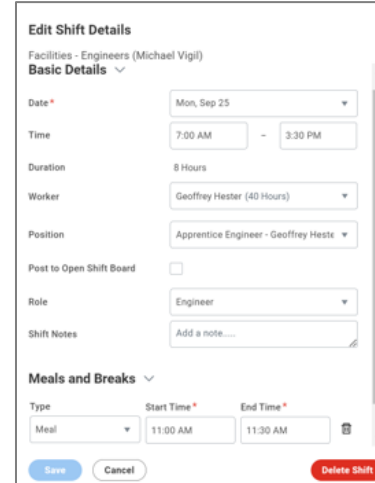 Edit Shift Details
Facilities - Engineers (Michael Vigil)
Basic Details
Date *
Mon, Sep 25
Time
7:00 AM – 3:30 PM
Duration
8 Hours
Worker
Geoffrey Hester (40 Hours)
Position
Apprentice Engineer - Geoffrey Heste
Post to Open Shift Board
Role
Engineer
Shift Notes
Add a note.....
Meals and Breaks
Type Start Time * End Time *
Meal 11:00 AM 11:30 AM
Save Cancel Delete Shift